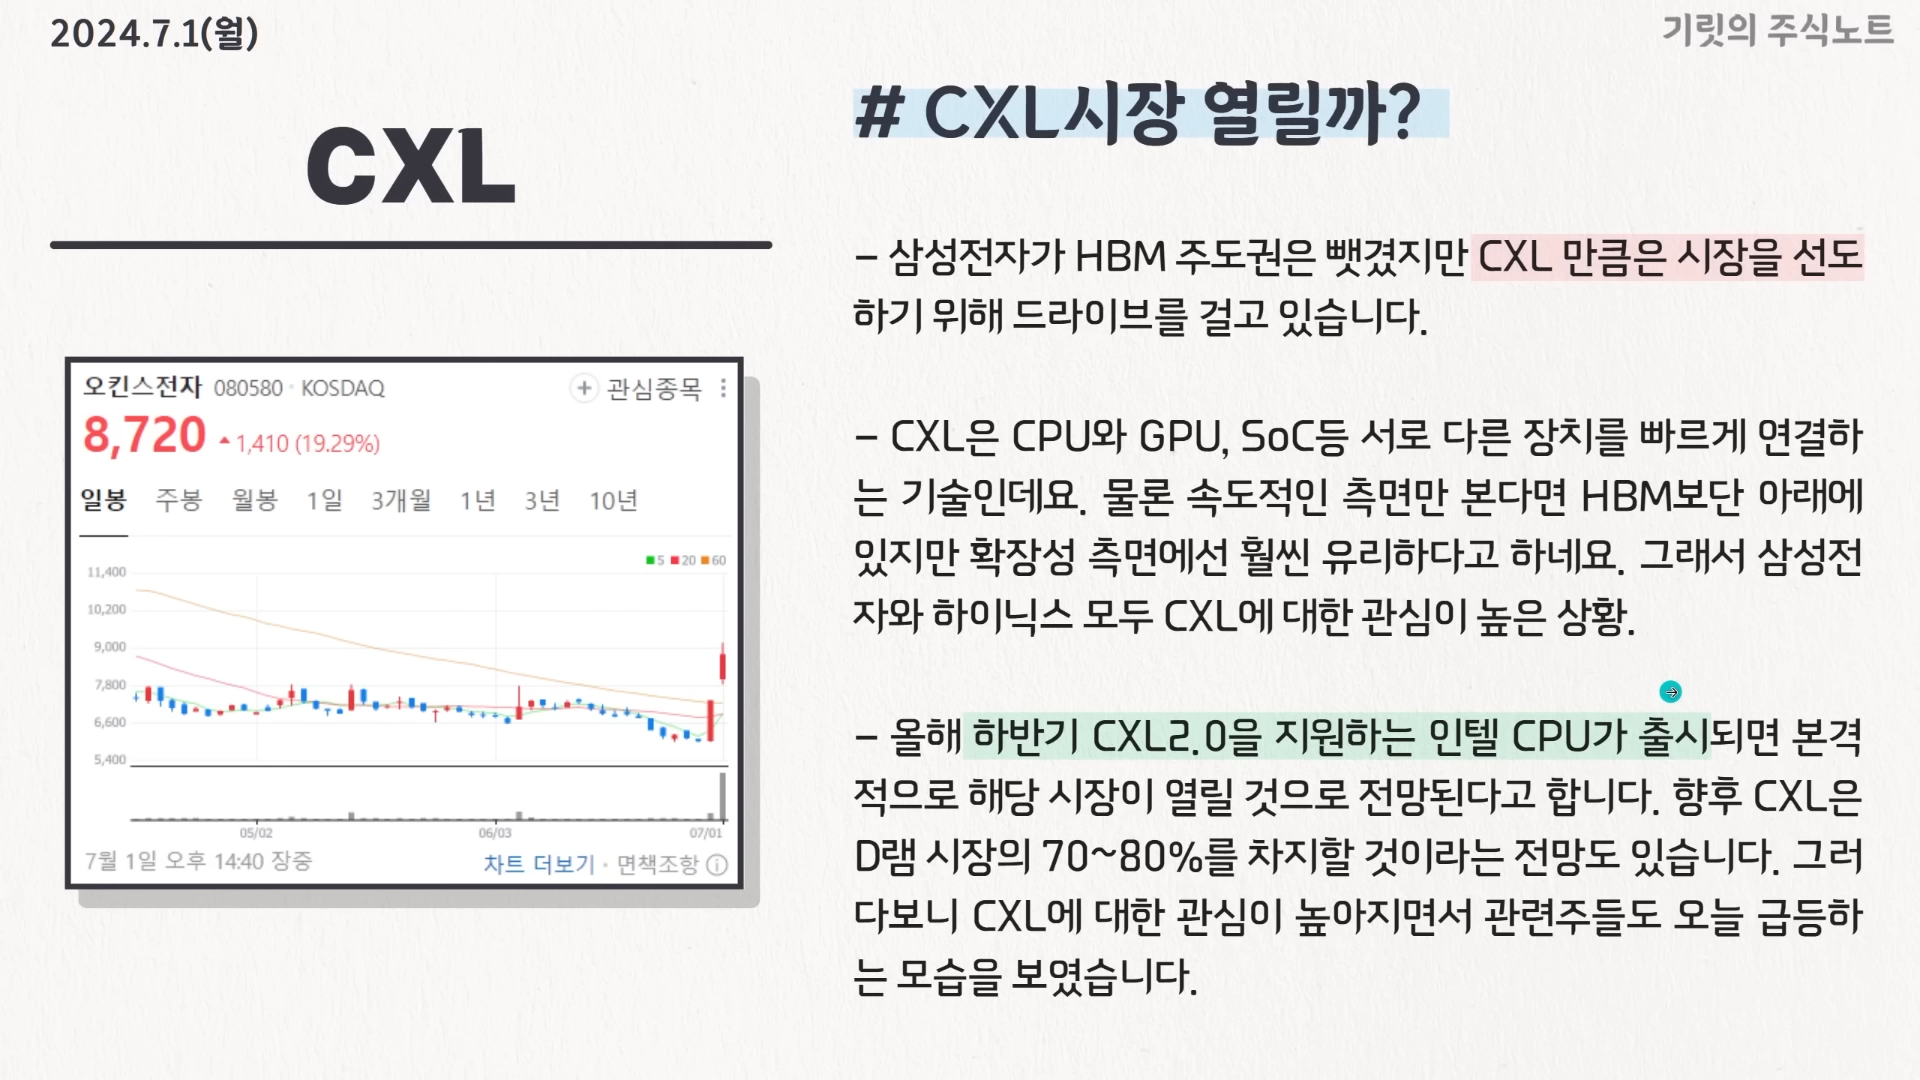 2024.7.1(월)
기릿의 주식노트
CXL
오킨스전자 080580 · KOSDAQ
+ 관심종목
8,720 ▲ 1,410 (19.29%)
일봉 주봉 월봉 1일 3개월 1년 3년 10년
5 20 60
11,400
10,200
9,000
7,800
6,600
5,400
05/02 06/03 07/01
7월 1일 오후 14:40 장중
차트 더보기 · 면책조항
# CXL시장 열릴까?
– 삼성전자가 HBM 주도권은 뺏겼지만 CXL 만큼은 시장을 선도
하기 위해 드라이브를 걸고 있습니다.
– CXL은 CPU와 GPU, SoC등 서로 다른 장치를 빠르게 연결하
는 기술인데요. 물론 속도적인 측면만 본다면 HBM보단 아래에
있지만 확장성 측면에선 훨씬 유리하다고 하네요. 그래서 삼성전
자와 하이닉스 모두 CXL에 대한 관심이 높은 상황.
– 올해 하반기 CXL2.0을 지원하는 인텔 CPU가 출시되면 본격
적으로 해당 시장이 열릴 것으로 전망된다고 합니다. 향후 CXL은
D램 시장의 70~80%를 차지할 것이라는 전망도 있습니다. 그러
다보니 CXL에 대한 관심이 높아지면서 관련주들도 오늘 급등하
는 모습을 보였습니다.